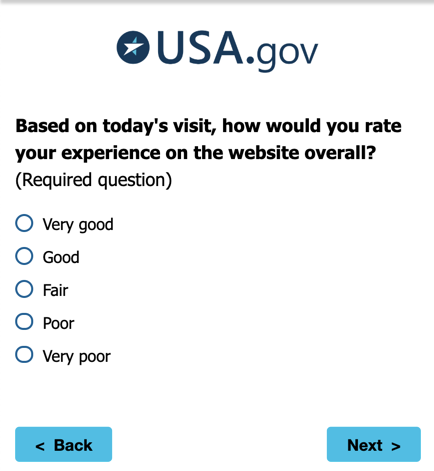 USA.gov
Based on today's visit, how would you rate
your experience on the website overall?
(Required question)
Very good
Good
Fair
Poor
Very poor
< Back
Next >